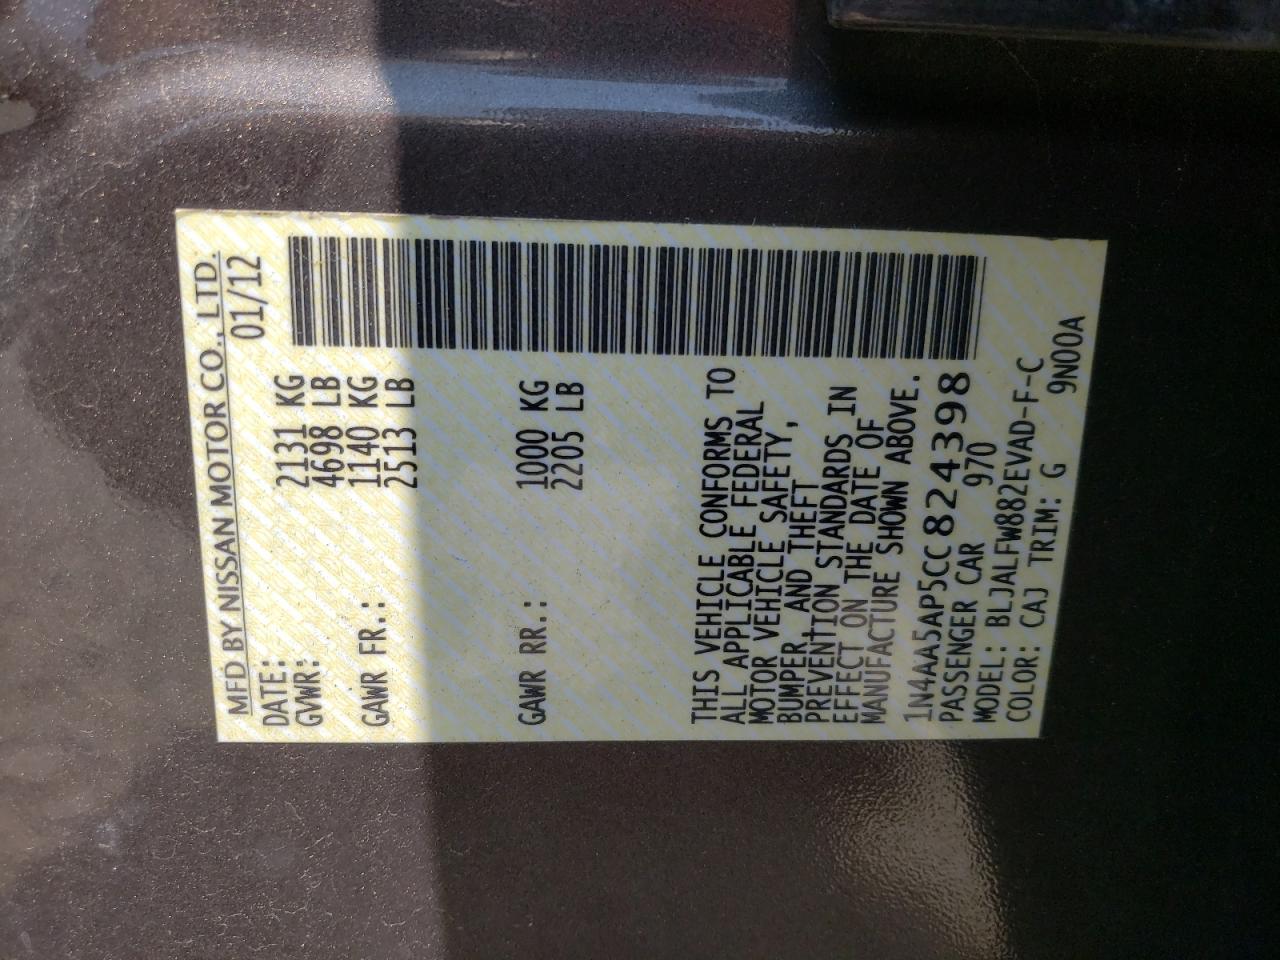 MFD BY NISSAN MOTOR CO., LTD.
DATE: 01/12
GVWR: 2131 KG
4698 LB
GAWR FR.: 1140 KG
2513 LB
GAWR RR.: 1000 KG
2205 LB
THIS VEHICLE CONFORMS TO
ALL APPLICABLE FEDERAL
MOTOR VEHICLE SAFETY,
BUMPER, AND THEFT
PREVENTION STANDARDS IN
EFFECT ON THE DATE OF
MANUFACTURE SHOWN ABOVE.
1N4AA5AP5CC824398
PASSENGER CAR 970
MODEL: BLJALFW882EVAD-F-C
COLOR: CAJ TRIM: G 9N00A